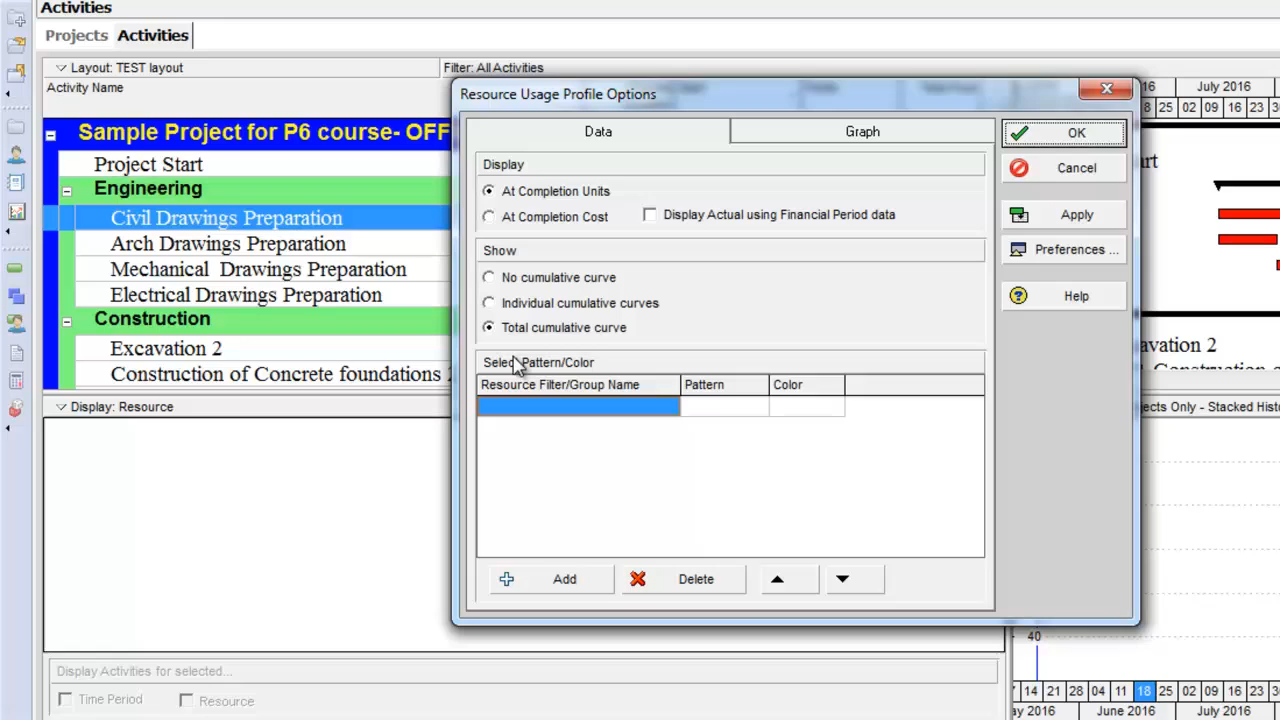 Activities
Projects Activities
Layout: TEST layout
Filter: All Activities
Activity Name
Sample Project for P6 course- OFF
Project Start
Engineering
Civil Drawings Preparation
Arch Drawings Preparation
Mechanical Drawings Preparation
Electrical Drawings Preparation
Construction
Excavation 2
Construction of Concrete foundations 2
Display: Resource
Display Activities for selected...
Time Period
Resource
Resource Usage Profile Options
Data
Graph
Display
At Completion Units
At Completion Cost
Display Actual using Financial Period data
Show
No cumulative curve
Individual cumulative curves
Total cumulative curve
Select Pattern/Color
Resource Filter/Group Name Pattern Color
Add
Delete
OK
Cancel
Apply
Preferences ...
Help
16 July 2016
18 25 02 09 16 23
avation 2
ects Only - Stacked Histo
40
14 21 28 04 11 18 25 02 09 16 23
ay 2016 June 2016 July 2016